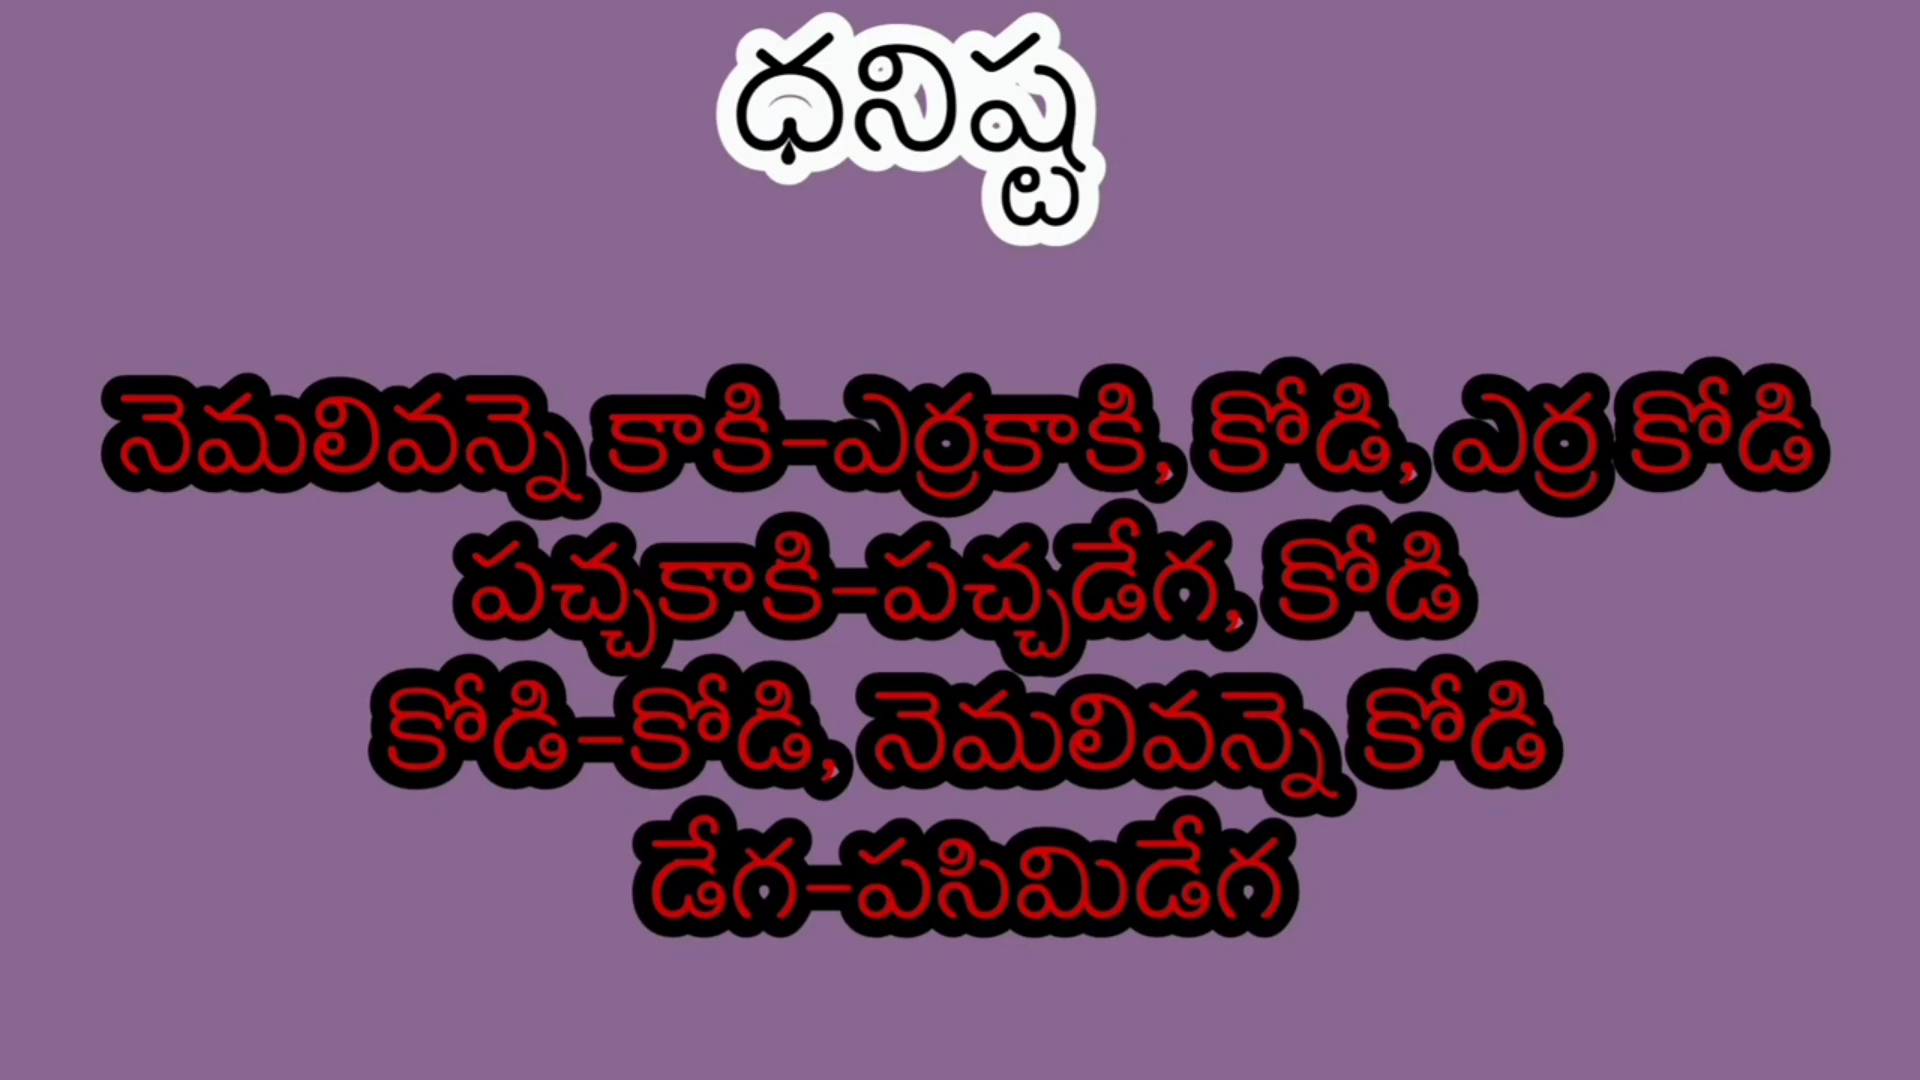 ధనిష్ట
నెమలివన్నె కాకి-ఎర్రకాకి, కోడి, ఎర్ర కోడి
పచ్చకాకి-పచ్చడేగ, కోడి
కోడి-కోడి, నెమలివన్నె కోడి
డేగ-పసిమిడేగ